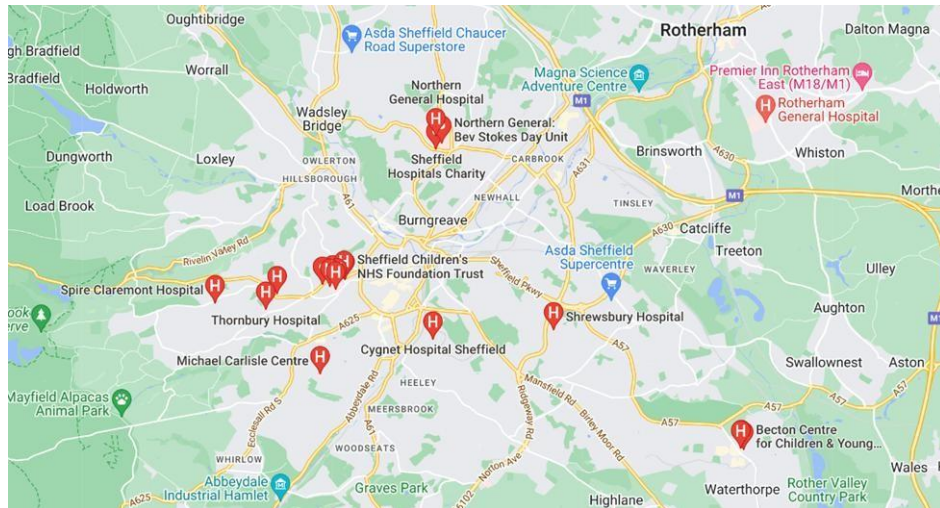 Oughtibridge
Rotherham
Dalton Magna
gh Bradfield
Asda Sheffield Chaucer
Road Superstore
Bradfield
Worrall
Holdworth
Northern
General Hospital
Magna Science
Adventure Centre
Premier Inn Rotherham
East (M18/M1)
M1
H
Rotherham
General Hospital
Wadsley
Bridge
H
Northern General:
Bev Stokes Day Unit
Dungworth
Loxley
OWLERTON
Sheffield
Hospitals Charity
CARBROOK
A631
Brinsworth
A630
Whiston
HILLSBOROUGH
A61
NEWHALL
TINSLEY
M1
Morthe
Load Brook
Burngreave
A630
Catcliffe
Treeton
Rivelin Valley Rd
Sheffield Children's
NHS Foundation Trust
Sheffield Pkwy
Asda Sheffield
Supercentre
WAVERLEY
Ulley
Spire Claremont Hospital
H
H
H
H
H
ook
erve
Thornbury Hospital
A625
H
Cygnet Hospital Sheffield
H
Shrewsbury Hospital
Aughton
M1
A57
Michael Carlisle Centre
H
Swallownest
Aston
Mayfield Alpacas
Animal Park
Ecclesall Rd S
Abbeydale Rd
HEELEY
Mansfield Rd
A57
A57
MEERSBROOK
A61
Ridgeway Rd
Birley Moor Rd
A57
H
Becton Centre
for Children & Young...
WOODSEATS
WHIRLOW
Norton Ave
Wales
Abbeydale
Industrial Hamlet
Graves Park
Waterthorpe
Rother Valley
Country Park
A625
5102
Highlane